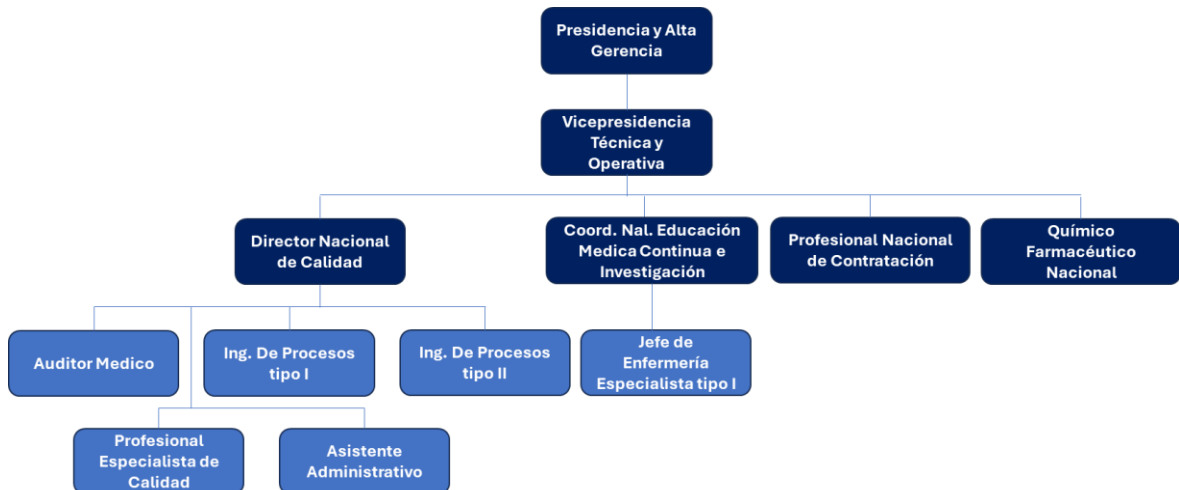 Presidencia y Alta
Gerencia
Vicepresidencia
Técnica y
Operativa
Director Nacional
de Calidad
Coord. Nal. Educación
Medica Continua e
Investigación
Profesional Nacional
de Contratación
Químico
Farmacéutico
Nacional
Auditor Medico
Ing. De Procesos
tipo I
Ing. De Procesos
tipo II
Jefe de
Enfermería
Especialista tipo I
Profesional
Especialista de
Calidad
Asistente
Administrativo